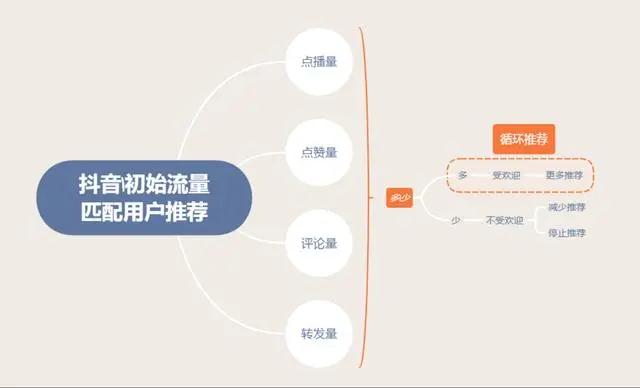 抖音\初始流量
匹配用户推荐
点播量
点赞量
评论量
转发量
多少
循环推荐
多 受欢迎 更多推荐
少 不受欢迎 减少推荐
停止推荐